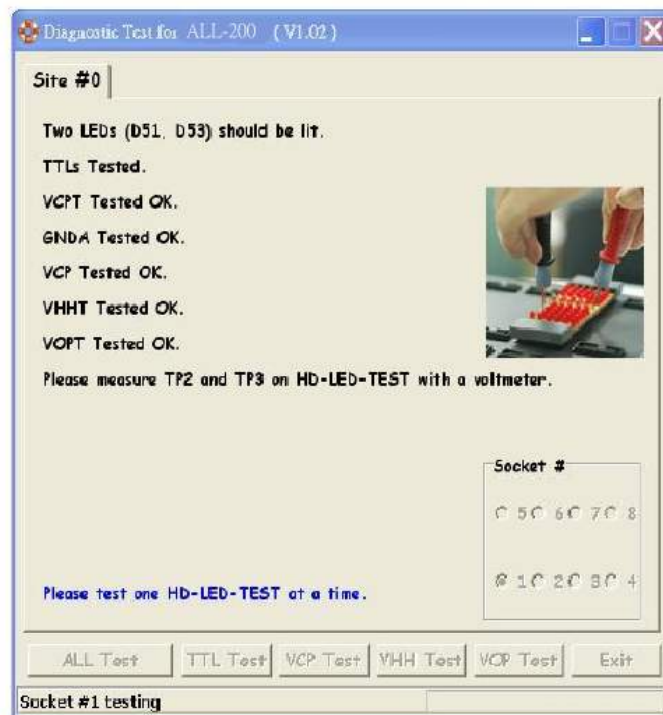 Diagnostic Test for ALL-200 (V1.02)
Site #0
Two LEDs (D51, D53) should be lit.
TTLs Tested.
VCPT Tested OK.
GNDA Tested OK.
VCP Tested OK.
VHHT Tested OK.
VOPT Tested OK.
Please measure TP2 and TP3 on HD-LED-TEST with a voltmeter.
Socket #
5 6 7 8
1 2 3 4
Please test one HD-LED-TEST at a time.
ALL Test TTL Test VCP Test VHH Test VOP Test Exit
Socket #1 testing